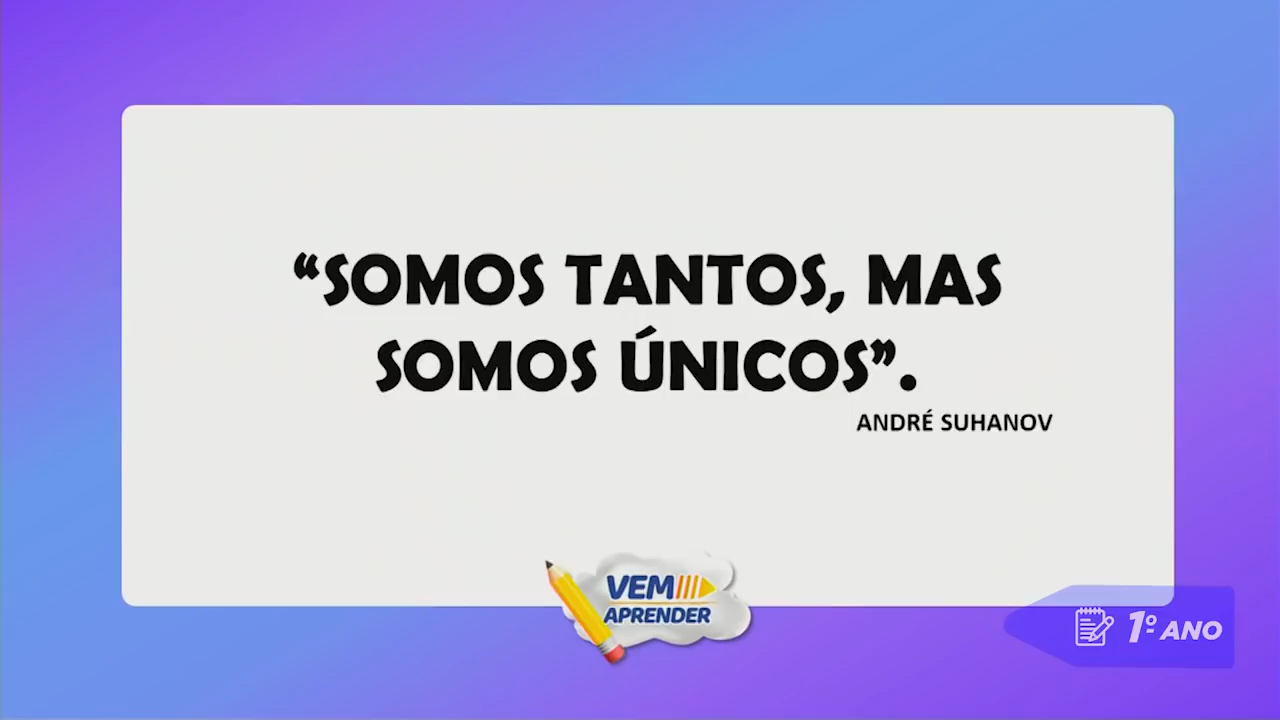 “SOMOS TANTOS, MAS
SOMOS ÚNICOS”.
ANDRÉ SUHANOV
VEM
APRENDER
1º ANO